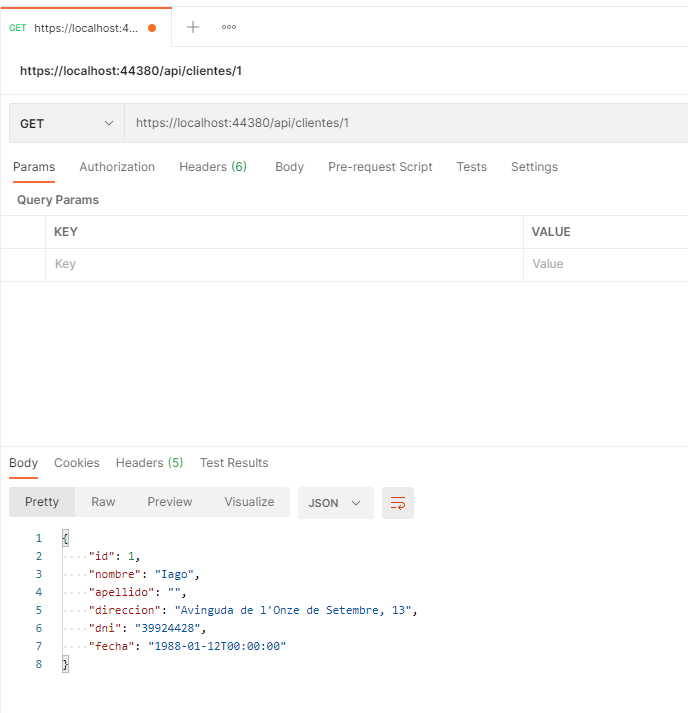 GET https://localhost:4...
https://localhost:44380/api/clientes/1
GET https://localhost:44380/api/clientes/1
Params Authorization Headers (6) Body Pre-request Script Tests Settings
Query Params
KEY VALUE
Key Value
Body Cookies Headers (5) Test Results
Pretty Raw Preview Visualize JSON
1 {
2 "id": 1,
3 "nombre": "Iago",
4 "apellido": "",
5 "direccion": "Avinguda de l'Onze de Setembre, 13",
6 "dni": "39924428",
7 "fecha": "1988-01-12T00:00:00"
8 }